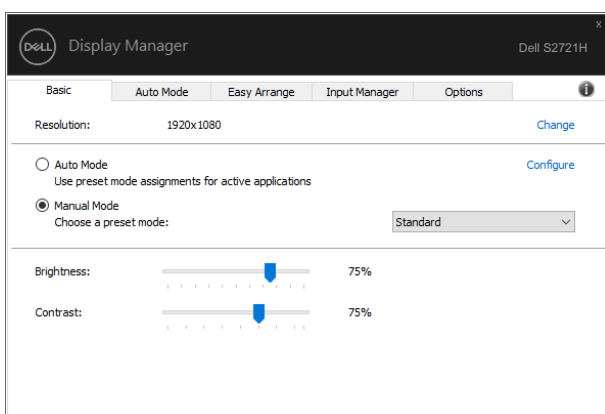 x
DELL Display Manager Dell S2721H
Basic Auto Mode Easy Arrange Input Manager Options i
Resolution: 1920x1080 Change
Auto Mode Configure
Use preset mode assignments for active applications
Manual Mode
Choose a preset mode: Standard
Brightness: 75%
Contrast: 75%